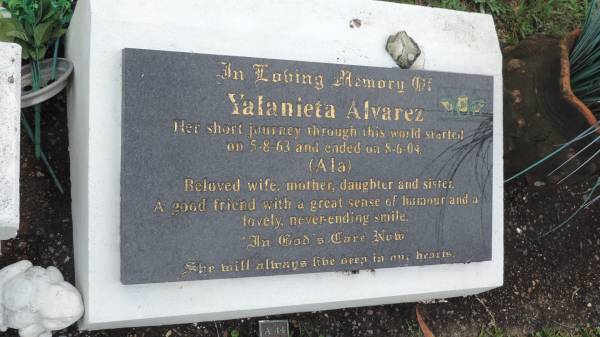 In Loving Memory Of
Yalanieta Alvarez
Her short journey through this world started
on 5-8-63 and ended on 8-6-04
(Ala)
Beloved wife, mother, daughter and sister.
A good friend with a great sense of humour and a
lovely, never-ending smile.
"In God's Care Now
She will always live deep in our hearts.
A 44